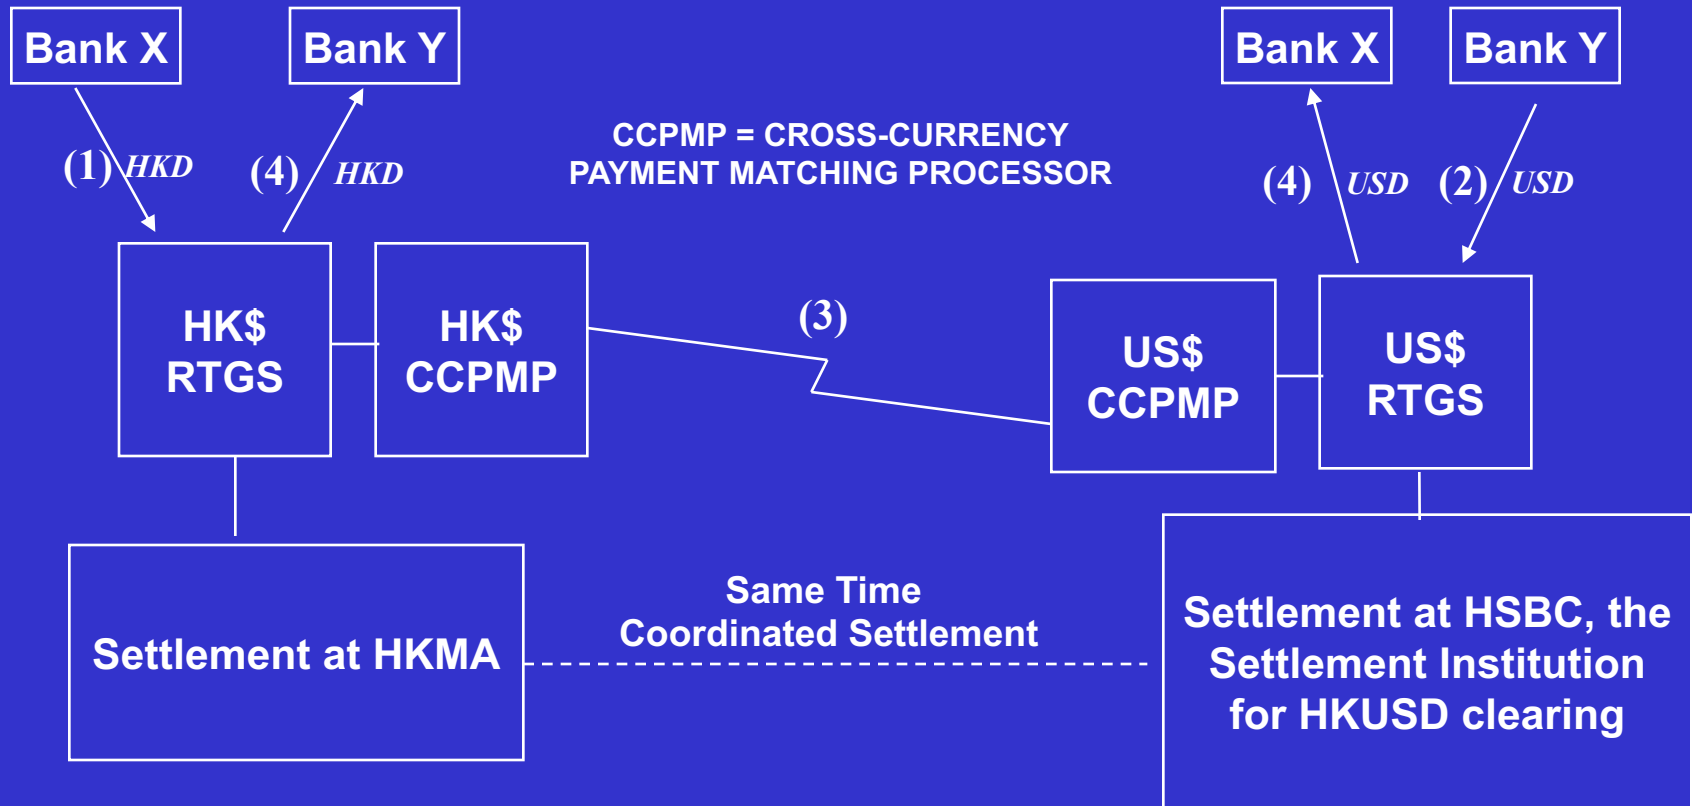 Bank X
Bank Y
Bank X
Bank Y
CCPMP = CROSS-CURRENCY
PAYMENT MATCHING PROCESSOR
(1) HKD
(4) HKD
(4) USD
(2) USD
HK$
RTGS
HK$
CCPMP
(3)
US$
CCPMP
US$
RTGS
Settlement at HKMA
Same Time
Coordinated Settlement
Settlement at HSBC, the
Settlement Institution
for HKUSD clearing